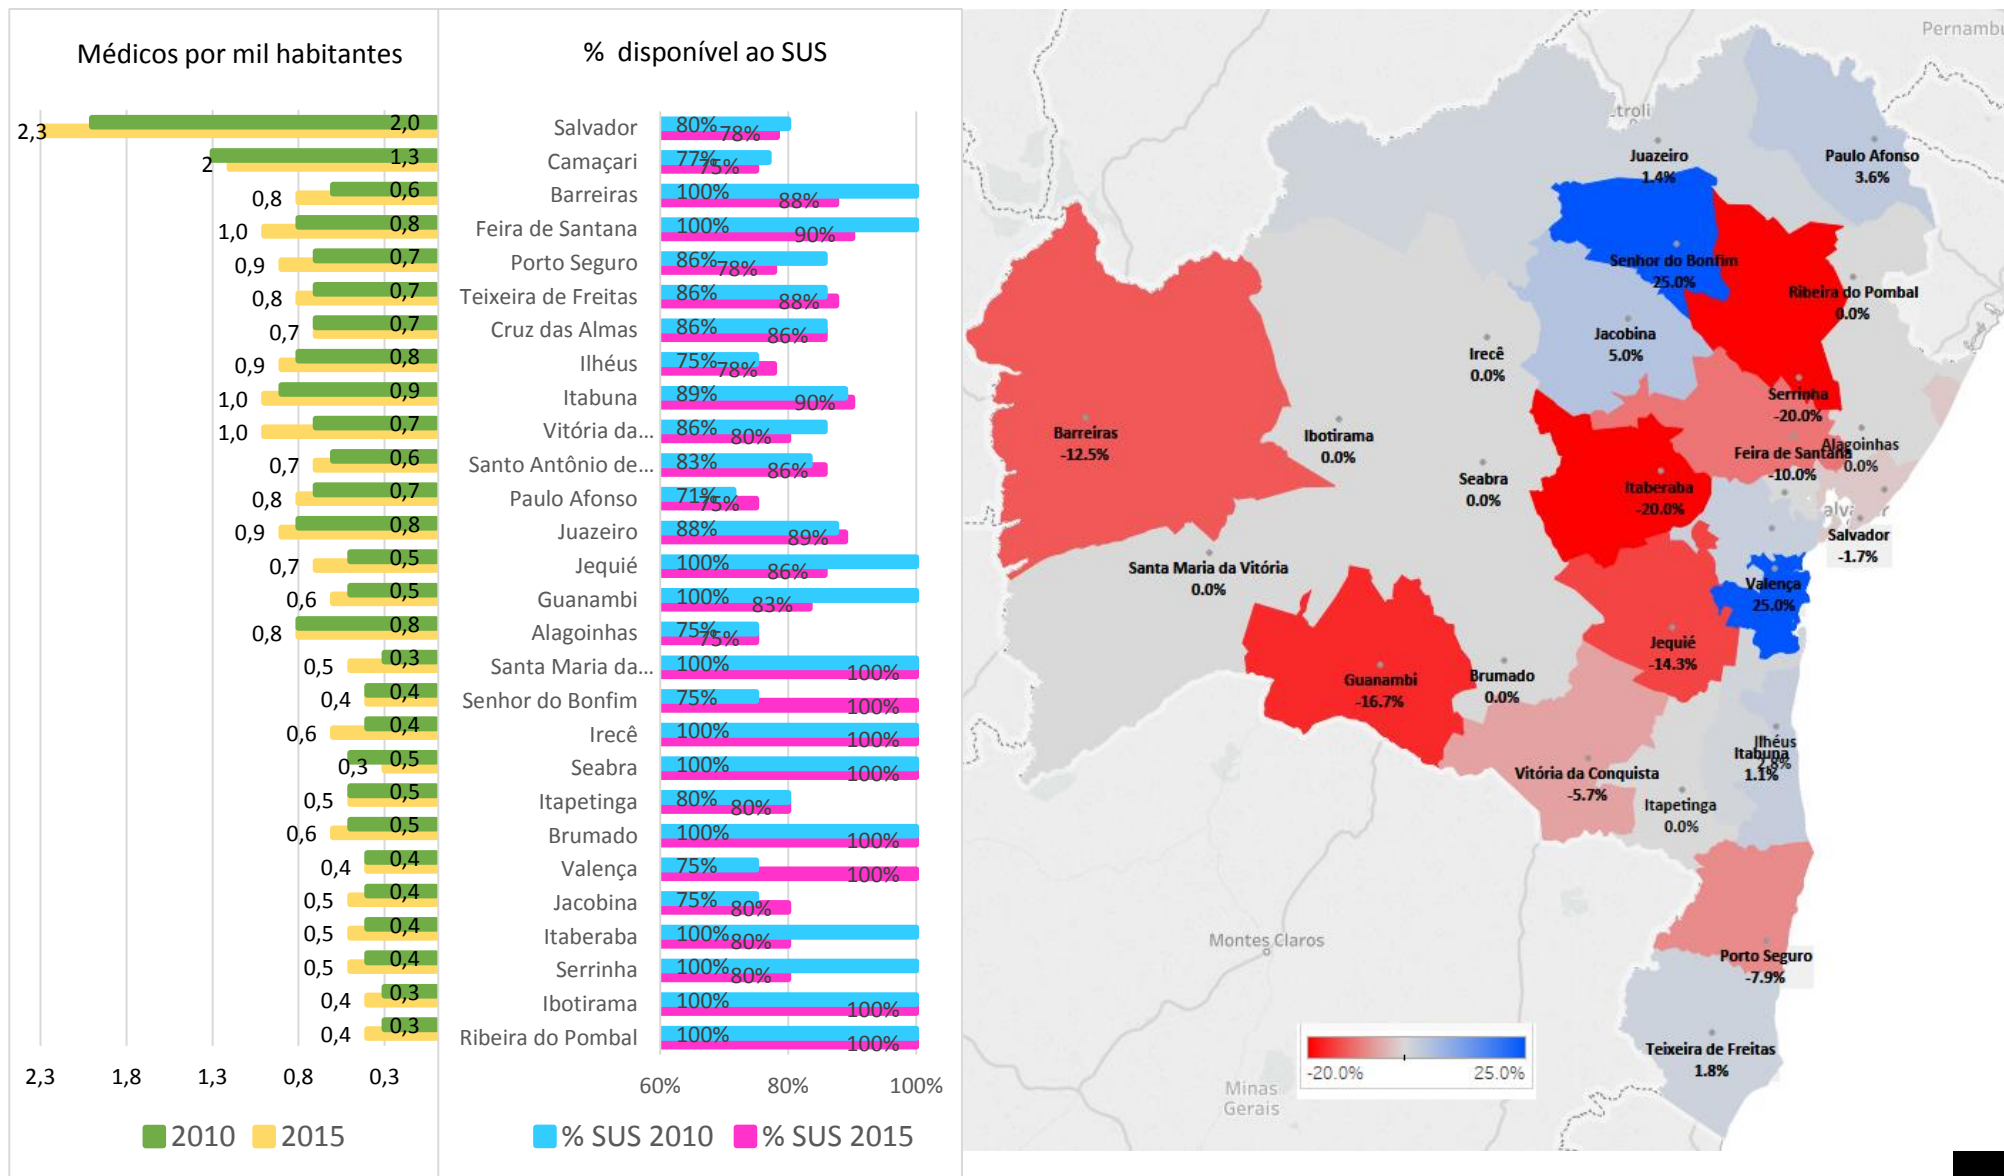 Médicos por mil habitantes
2,3 2,0
2 1,3
0,8 0,6
1,0 0,8
0,9 0,7
0,8 0,7
0,7 0,7
0,9 0,8
1,0 0,9
1,0 0,7
0,7 0,6
0,8 0,7
0,9 0,8
0,7 0,5
0,6 0,5
0,8 0,8
0,5 0,3
0,4 0,4
0,6 0,4
0,3 0,5
0,5 0,5
0,6 0,5
0,4 0,4
0,5 0,4
0,5 0,4
0,5 0,4
0,4 0,3
0,4 0,3
2,3 1,8 1,3 0,8 0,3
2010 2015
% disponível ao SUS
Salvador 80% 78%
Camaçari 77% 75%
Barreiras 100% 88%
Feira de Santana 100% 90%
Porto Seguro 86% 78%
Teixeira de Freitas 86% 88%
Cruz das Almas 86% 86%
Ilhéus 75% 78%
Itabuna 89% 90%
Vitória da... 86% 80%
Santo Antônio de... 83% 86%
Paulo Afonso 71% 75%
Juazeiro 88% 89%
Jequié 100% 86%
Guanambi 100% 83%
Alagoinhas 75% 75%
Santa Maria da... 100% 100%
Senhor do Bonfim 75% 100%
Irecê 100% 100%
Seabra 100% 100%
Itapetinga 80% 80%
Brumado 100% 100%
Valença 75% 100%
Jacobina 75% 80%
Itaberaba 100% 80%
Serrinha 100% 80%
Ibotirama 100% 100%
Ribeira do Pombal 100% 100%
60% 80% 100%
% SUS 2010 % SUS 2015
Pernambu
etroli
Juazeiro
1.4%
Paulo Afonso
3.6%
Senhor do Bonfim
25.0%
Ribeira do Pombal
0.0%
Jacobina
5.0%
Irecê
0.0%
Serrinha
-20.0%
Barreiras
-12.5%
Ibotirama
0.0%
Alagoinhas
0.0%
Feira de Santana
-10.0%
Seabra
0.0%
Itaberaba
-20.0%
alvador
Salvador
-1.7%
Santa Maria da Vitória
0.0%
Valença
25.0%
Jequié
-14.3%
Guanambi
-16.7%
Brumado
0.0%
Ilhéus
2.8%
Itabuna
1.1%
Vitória da Conquista
-5.7%
Itapetinga
0.0%
Montes Claros
Porto Seguro
-7.9%
Teixeira de Freitas
1.8%
-20.0% 25.0%
Minas
Gerais